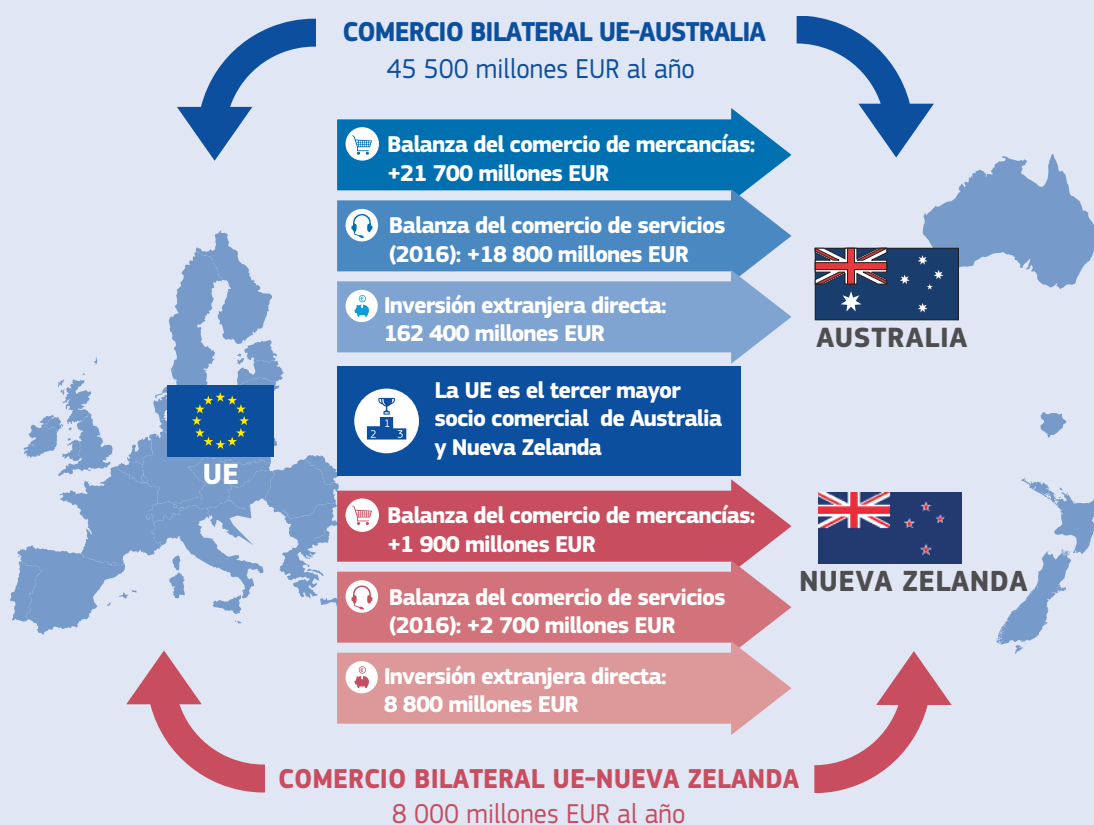 COMERCIO BILATERAL UE-AUSTRALIA
45 500 millones EUR al año
Balanza del comercio de mercancías:
+21 700 millones EUR
Balanza del comercio de servicios
(2016): +18 800 millones EUR
Inversión extranjera directa:
162 400 millones EUR
AUSTRALIA
La UE es el tercer mayor
socio comercial de Australia
y Nueva Zelanda
1
2 3
UE
Balanza del comercio de mercancías:
+1 900 millones EUR
Balanza del comercio de servicios
(2016): +2 700 millones EUR
Inversión extranjera directa:
8 800 millones EUR
NUEVA ZELANDA
COMERCIO BILATERAL UE-NUEVA ZELANDA
8 000 millones EUR al año